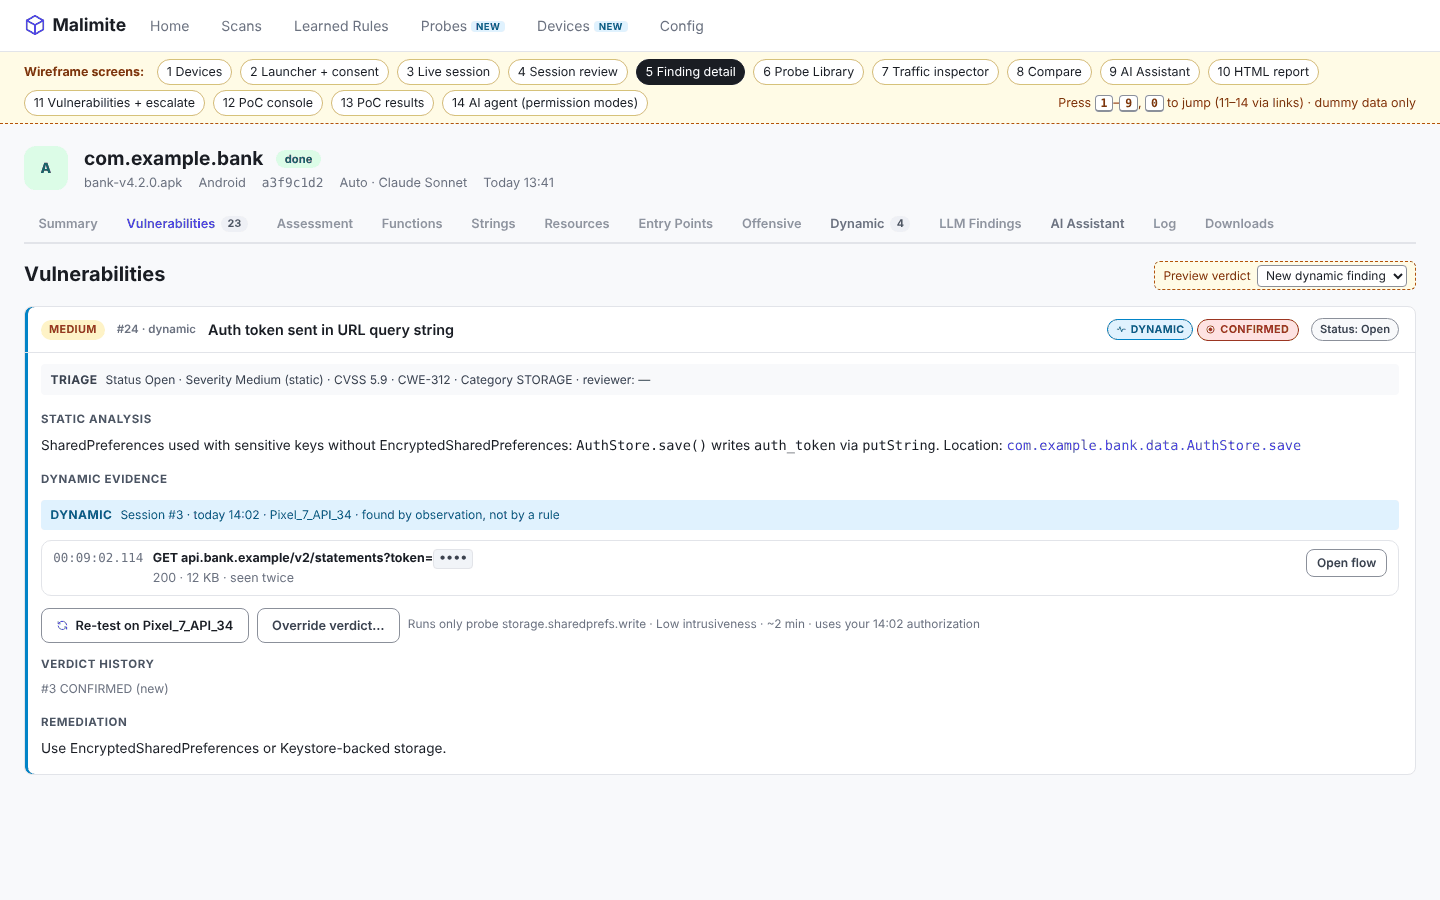 Malimite Home Scans Learned Rules Probes NEW Devices NEW Config
Wireframe screens: 1 Devices 2 Launcher + consent 3 Live session 4 Session review 5 Finding detail 6 Probe Library 7 Traffic inspector 8 Compare 9 AI Assistant 10 HTML report
11 Vulnerabilities + escalate 12 PoC console 13 PoC results 14 AI agent (permission modes) Press 1–9, 0 to jump (11–14 via links) · dummy data only
A
com.example.bank done
bank-v4.2.0.apk Android a3f9c1d2 Auto · Claude Sonnet Today 13:41
Summary Vulnerabilities 23 Assessment Functions Strings Resources Entry Points Offensive Dynamic 4 LLM Findings AI Assistant Log Downloads
Vulnerabilities Preview verdict New dynamic finding
MEDIUM #24 · dynamic Auth token sent in URL query string DYNAMIC CONFIRMED Status: Open
TRIAGE Status Open · Severity Medium (static) · CVSS 5.9 · CWE-312 · Category STORAGE · reviewer: —
STATIC ANALYSIS
SharedPreferences used with sensitive keys without EncryptedSharedPreferences: AuthStore.save() writes auth_token via putString. Location: com.example.bank.data.AuthStore.save
DYNAMIC EVIDENCE
DYNAMIC Session #3 · today 14:02 · Pixel_7_API_34 · found by observation, not by a rule
00:09:02.114 GET api.bank.example/v2/statements?token=•••• Open flow
200 · 12 KB · seen twice
Re-test on Pixel_7_API_34 Override verdict... Runs only probe storage.sharedprefs.write · Low intrusiveness · ~2 min · uses your 14:02 authorization
VERDICT HISTORY
#3 CONFIRMED (new)
REMEDIATION
Use EncryptedSharedPreferences or Keystore-backed storage.